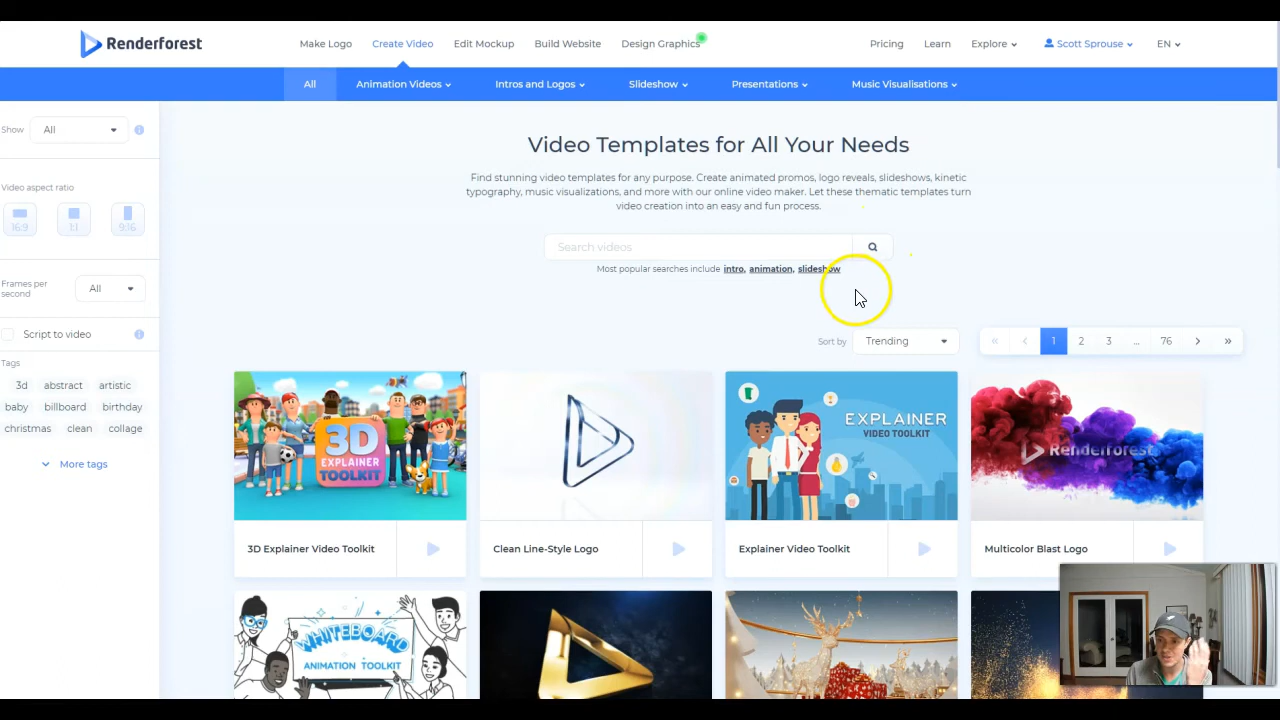 Renderforest
Make Logo
Create Video
Edit Mockup
Build Website
Design Graphics
Pricing
Learn
Explore
Scott Sprouse
EN
All
Animation Videos
Intros and Logos
Slideshow
Presentations
Music Visualisations
Show
All
Video aspect ratio
16:9
1:1
9:16
Frames per
second
All
Script to video
Tags
3d abstract artistic
baby billboard birthday
christmas clean collage
More tags
Video Templates for All Your Needs
Find stunning video templates for any purpose. Create animated promos, logo reveals, slideshows, kinetic
typography, music visualizations, and more with our online video maker. Let these thematic templates turn
video creation into an easy and fun process.
Search videos
Most popular searches include intro, animation, slideshow
Sort by
Trending
« ‹ 1 2 3 ... 76 › »
3D
EXPLAINER
TOOLKIT
EXPLAINER
VIDEO TOOLKIT
Renderforest
3D Explainer Video Toolkit
Clean Line-Style Logo
Explainer Video Toolkit
Multicolor Blast Logo
WHITEBOARD
ANIMATION TOOLKIT